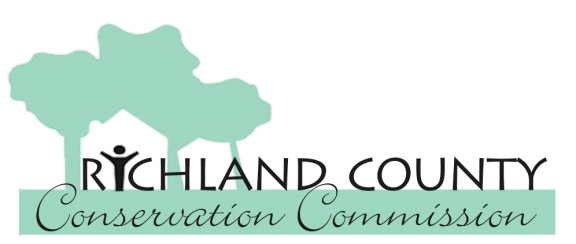 RICHLAND COUNTY
Conservation Commission